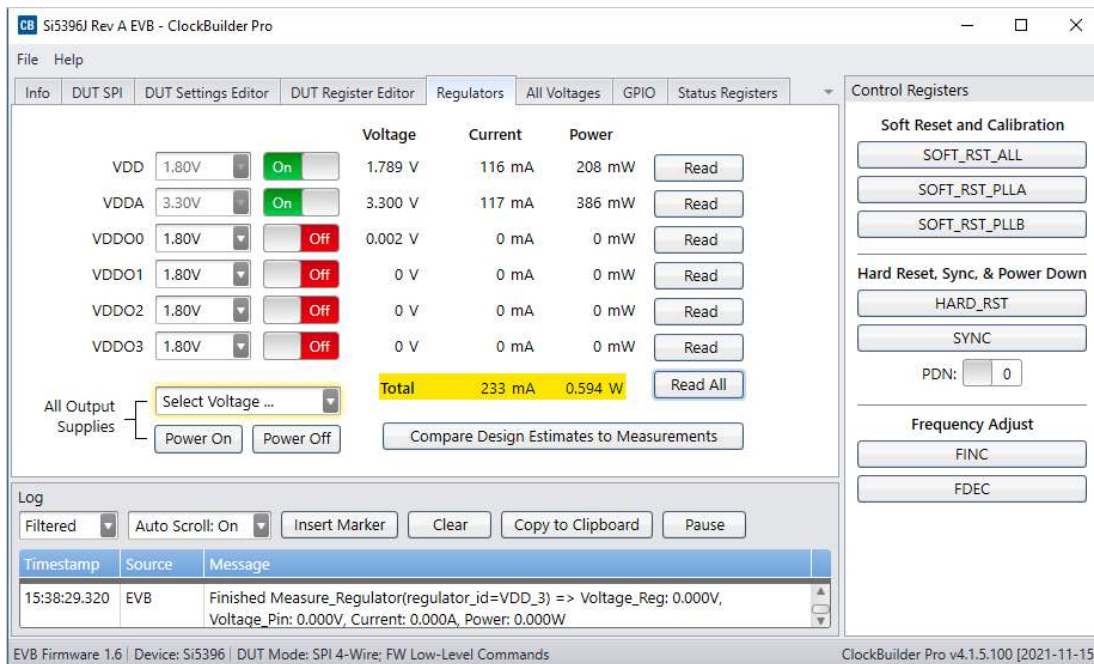 CB Si5396J Rev A EVB - ClockBuilder Pro
File Help
Info DUT SPI DUT Settings Editor DUT Register Editor Regulators All Voltages GPIO Status Registers
Voltage Current Power
VDD 1.80V On 1.789 V 116 mA 208 mW Read
VDDA 3.30V On 3.300 V 117 mA 386 mW Read
VDDO0 1.80V Off 0.002 V 0 mA 0 mW Read
VDDO1 1.80V Off 0 V 0 mA 0 mW Read
VDDO2 1.80V Off 0 V 0 mA 0 mW Read
VDDO3 1.80V Off 0 V 0 mA 0 mW Read
Total 233 mA 0.594 W Read All
All Output Supplies
Select Voltage ...
Power On Power Off
Compare Design Estimates to Measurements
Control Registers
Soft Reset and Calibration
SOFT_RST_ALL
SOFT_RST_PLLA
SOFT_RST_PLLB
Hard Reset, Sync, & Power Down
HARD_RST
SYNC
PDN: 0
Frequency Adjust
FINC
FDEC
Log
Filtered Auto Scroll: On Insert Marker Clear Copy to Clipboard Pause
Timestamp Source Message
15:38:29.320 EVB Finished Measure_Regulator(regulator_id=VDD_3) => Voltage_Reg: 0.000V,
Voltage_Pin: 0.000V, Current: 0.000A, Power: 0.000W
EVB Firmware 1.6 Device: Si5396 DUT Mode: SPI 4-Wire; FW Low-Level Commands ClockBuilder Pro v4.1.5.100 [2021-11-15